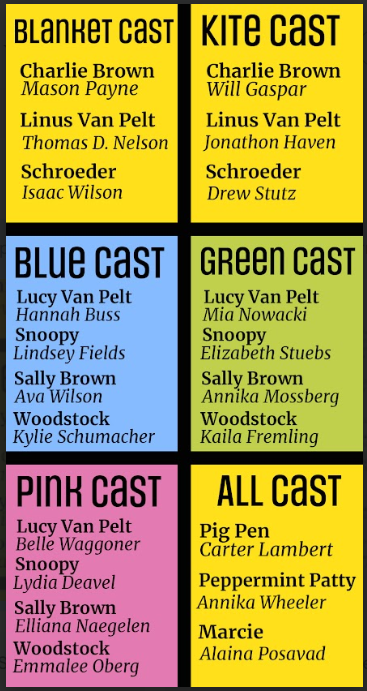 BLANKET CAST
Charlie Brown
Mason Payne
Linus Van Pelt
Thomas D. Nelson
Schroeder
Isaac Wilson
KITE CAST
Charlie Brown
Will Gaspar
Linus Van Pelt
Jonathon Haven
Schroeder
Drew Stutz
BLUE CAST
Lucy Van Pelt
Hannah Buss
Snoopy
Lindsey Fields
Sally Brown
Ava Wilson
Woodstock
Kylie Schumacher
GREEN CAST
Lucy Van Pelt
Mia Nowacki
Snoopy
Elizabeth Stuebs
Sally Brown
Annika Mossberg
Woodstock
Kaila Fremling
PINK CAST
Lucy Van Pelt
Belle Waggoner
Snoopy
Lydia Deavel
Sally Brown
Elliana Naegelen
Woodstock
Emmalee Oberg
ALL CAST
Pig Pen
Carter Lambert
Peppermint Patty
Annika Wheeler
Marcie
Alaina Posavad